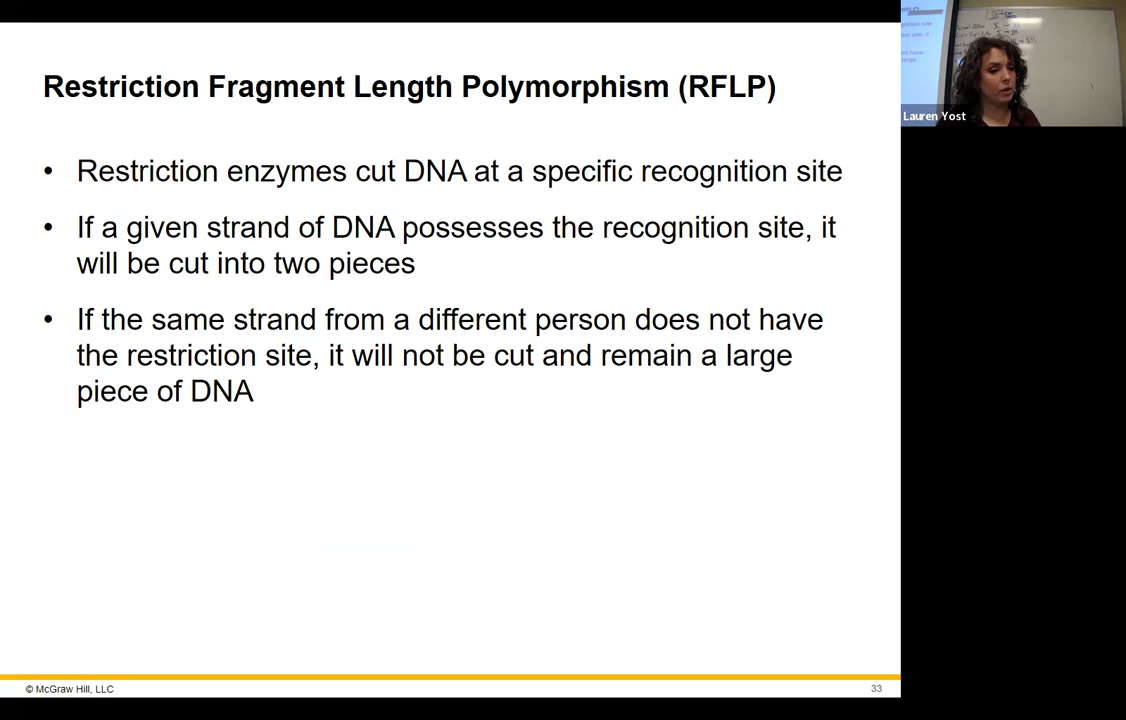 Restriction Fragment Length Polymorphism (RFLP)
• Restriction enzymes cut DNA at a specific recognition site
• If a given strand of DNA possesses the recognition site, it
will be cut into two pieces
• If the same strand from a different person does not have
the restriction site, it will not be cut and remain a large
piece of DNA
© McGraw Hill, LLC
33
Lauren Yost